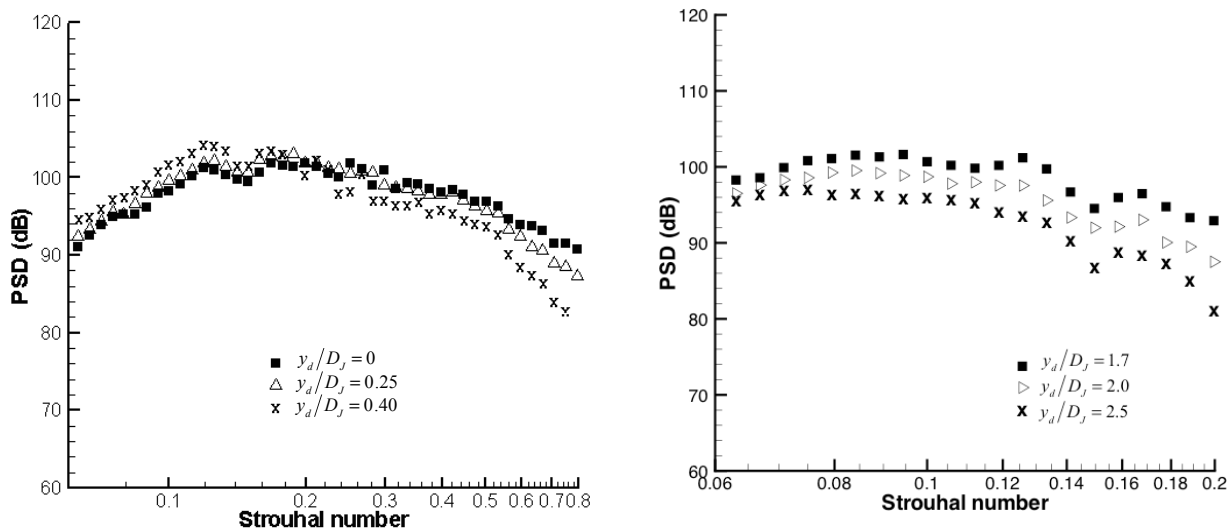 120
110
100
90
80
70
60
PSD (dB)
y_d/D_J = 0
y_d/D_J = 0.25
y_d/D_J = 0.40
0.1 0.2 0.3 0.4 0.5 0.6 0.7 0.8
Strouhal number
120
110
100
90
80
70
60
PSD (dB)
y_d/D_J = 1.7
y_d/D_J = 2.0
y_d/D_J = 2.5
0.06 0.08 0.1 0.12 0.14 0.16 0.18 0.2
Strouhal number